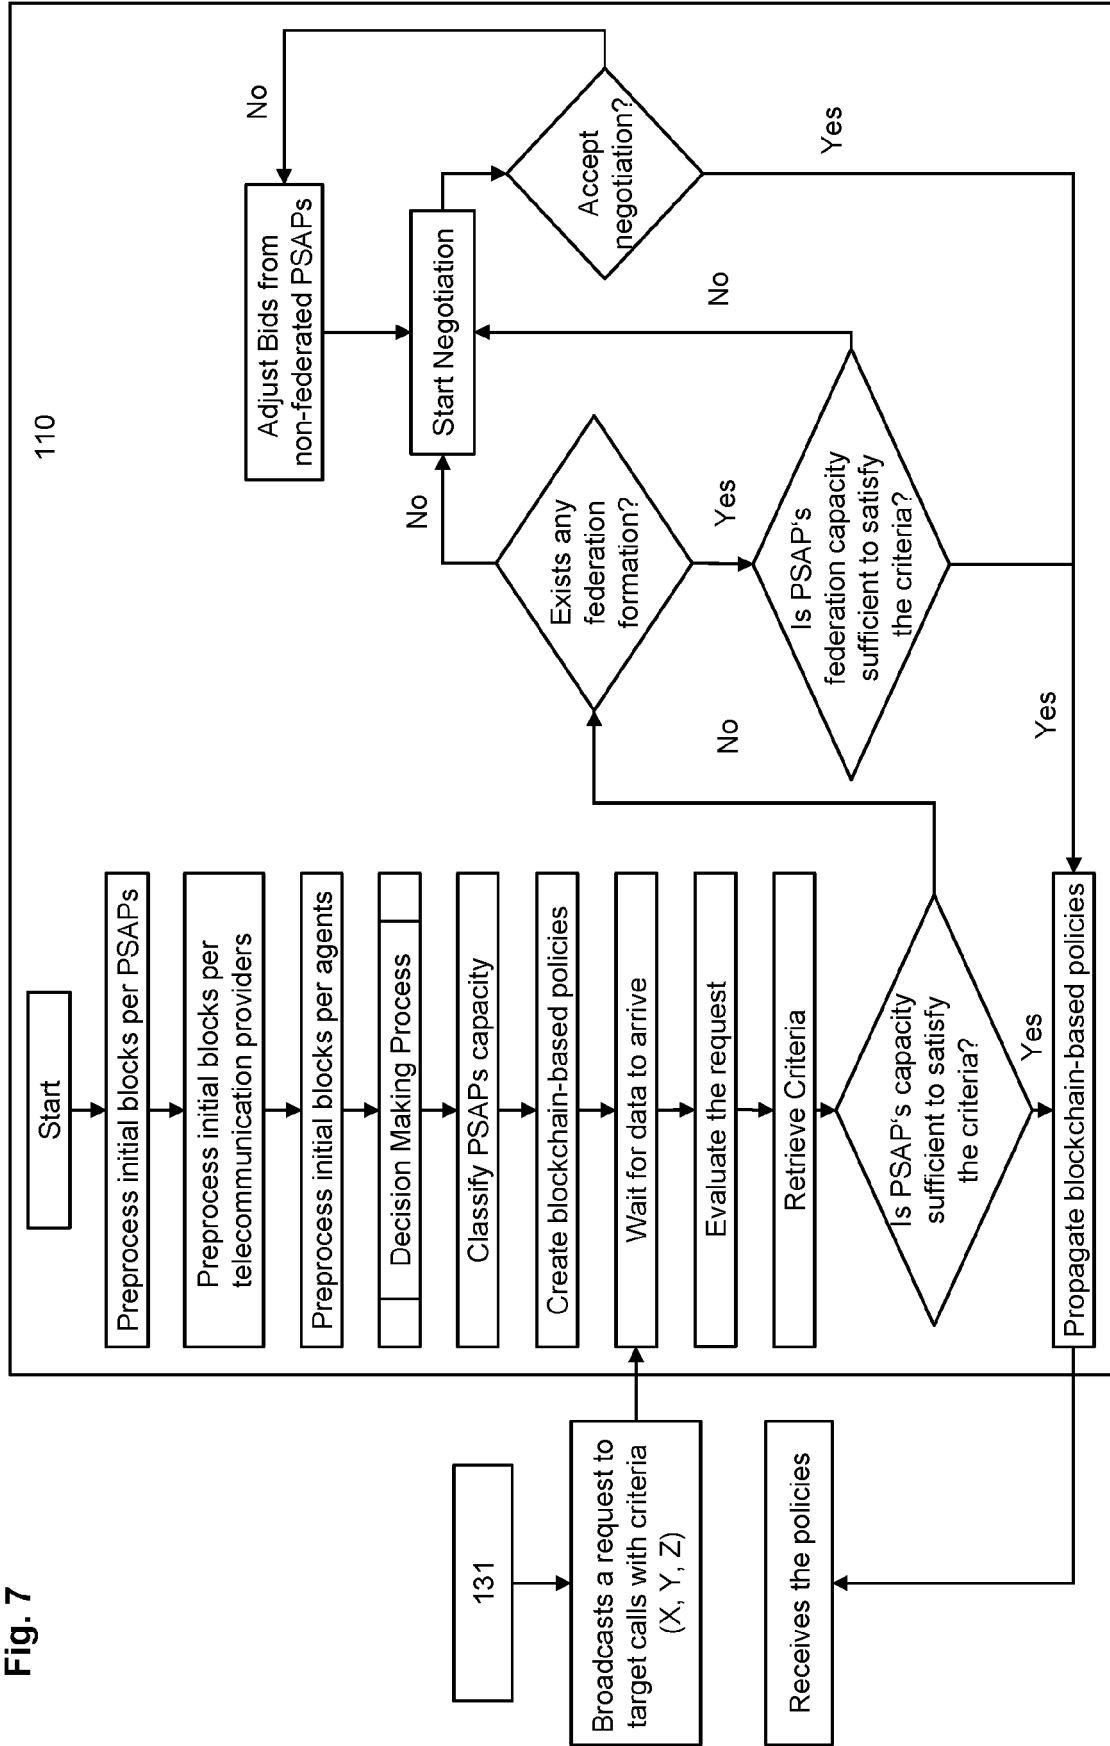 Fig. 7
110
Start
Preprocess initial blocks per PSAPs
Preprocess initial blocks per
telecommunication providers
Preprocess initial blocks per agents
Decision Making Process
Classify PSAPs capacity
Create blockchain-based policies
131
Broadcasts a request to
target calls with criteria
(X, Y, Z)
Wait for data to arrive
Evaluate the request
Retrieve Criteria
Is PSAP's capacity
sufficient to satisfy
the criteria?
No
Yes
Exists any
federation
formation?
No
Yes
Is PSAP's
federation capacity
sufficient to satisfy
the criteria?
No
Yes
Adjust Bids from
non-federated PSAPs
Start Negotiation
Accept
negotiation?
No
Yes
Propagate blockchain-based policies
Receives the policies